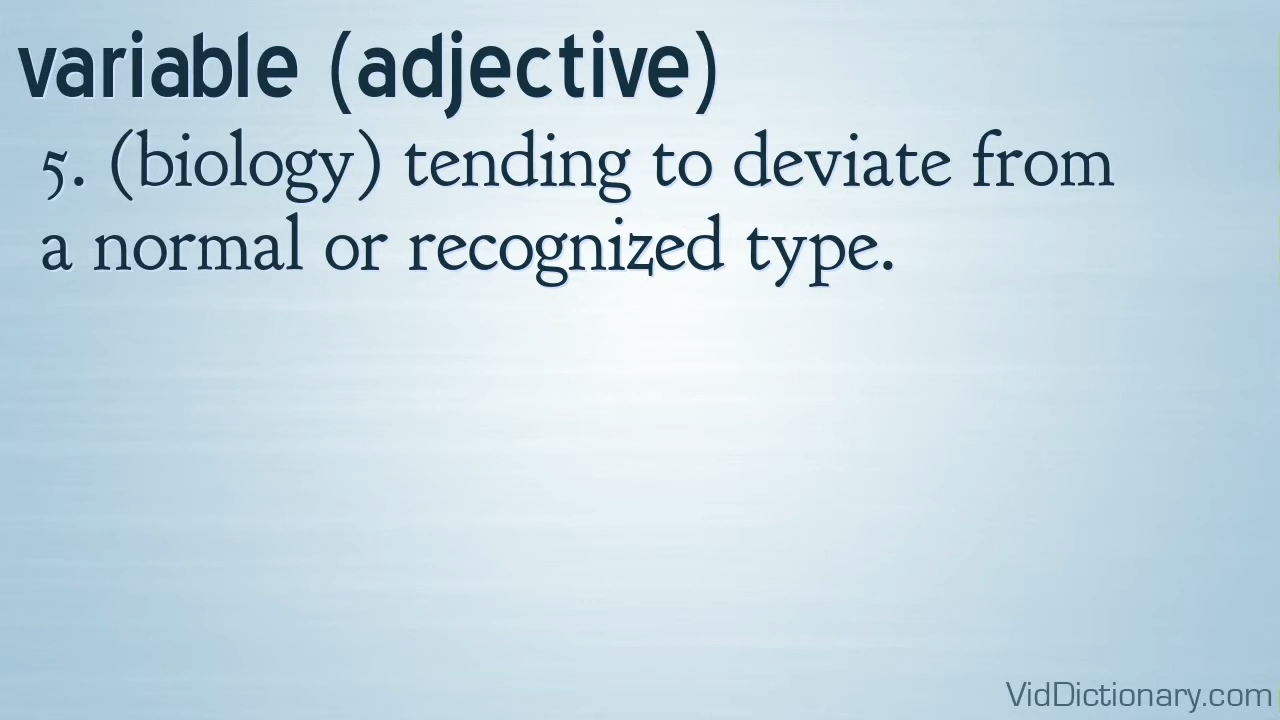 variable (adjective)
5. (biology) tending to deviate from
a normal or recognized type.
VidDictionary.com